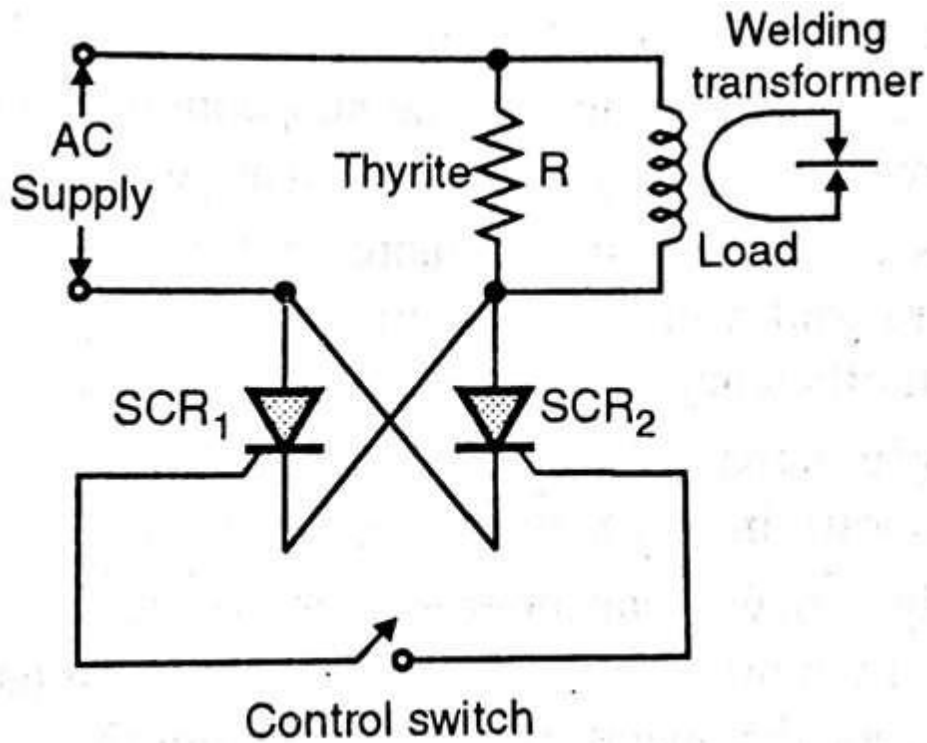 Welding
transformer
AC
Supply
Thyrite
R
Load
SCR₁
SCR₂
Control switch